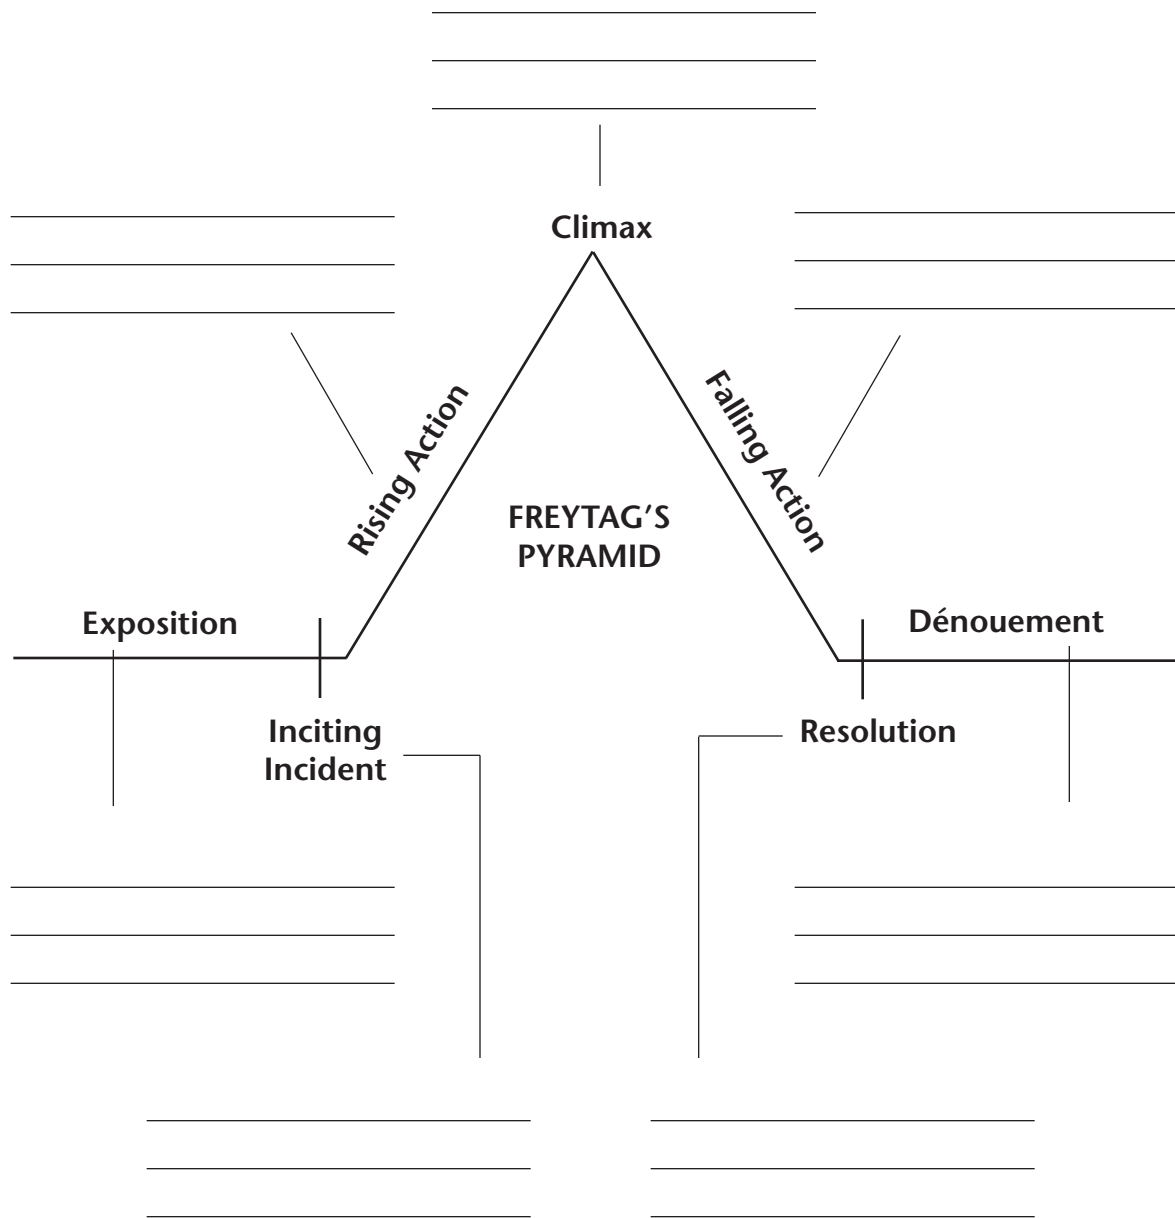 Climax
Rising Action
Falling Action
FREYTAG’S
PYRAMID
Exposition
Dénouement
Inciting
Incident
Resolution